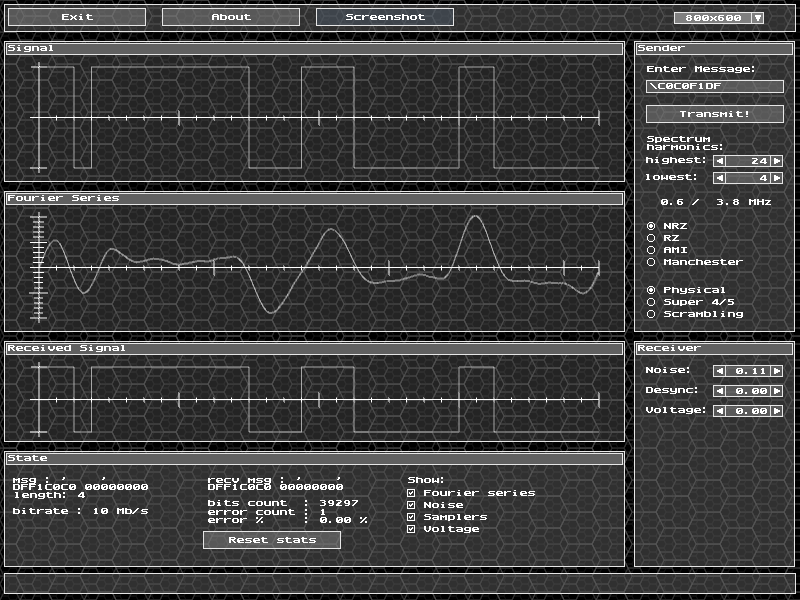 Exit About Screenshot 800x600
Signal
Fourier Series
Received Signal
State
msg : ‚    ‚
DFF1C0C0 00000000
length: 4
bitrate : 10 Mb/s
recv msg : ‚    ‚
DFF1C0C0 00000000
bits count : 39297
error count : 1
error % : 0.00 %
Reset stats
Show:
Fourier series
Noise
Samplers
Voltage
Sender
Enter Message:
\C0C0F1DF
Transmit!
Spectrum
harmonics:
highest: 24
lowest: 4
0.6 / 3.8 MHz
NRZ
RZ
AMI
Manchester
Physical
Super 4/5
Scrambling
Receiver
Noise: 0.11
Desync: 0.00
Voltage: 0.00